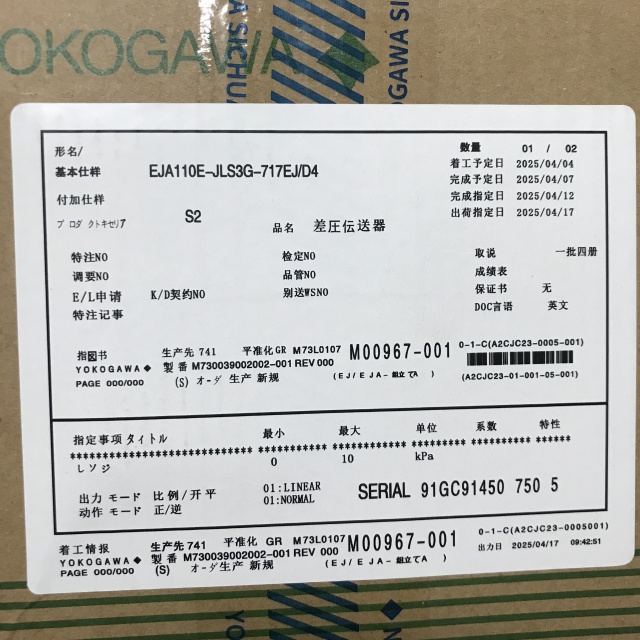 YOKOGAWA
A SICHUA
OGAWA SI
形名/
基本仕样 EJA110E-JLS3G-717EJ/D4
付加仕样
プ ロダ クトキセリア S2
品名 差圧伝送器
数量 01 / 02
着工予定日 2025/04/04
完成予定日 2025/04/07
完成指定日 2025/04/12
出荷指定日 2025/04/17
特注NO 検定NO 取说 一批四册
调要NO 品管NO 成绩表
E/L申请 K/D契约NO 别送WSNO 保证书 无
特注记事 DOC言语 英文
指図书 生产先 741 平准化GR M73L0107 M00967-001 0-1-C(A2CJC23-0005-001)
YOKOGAWA◆ 製番 M730039002002-001 REV 000
PAGE 000/000 (S) オ-ダ 生产 新规 (EJ/EJA-組立てA ) (A2CJC23-01-001-05-001)
指定事项タイトル 最小 最大 单位 系数 特性
しソジ 0 10 kPa
出力 モード 比例/开平 01:LINEAR
动作 モード 正/逆 01:NORMAL
SERIAL 91GC91450 750 5
着工情报 生产先 741 平准化 GR M73L0107 M00967-001 0-1-C(A2CJC23-0005001)
YOKOGAWA◆ 製番 M730039002002-001 REV 000 出力日 2025/04/17 09:42:51
PAGE 000/000 (S) オ-ダ生产 新规 (EJ/EJA-組立てA )